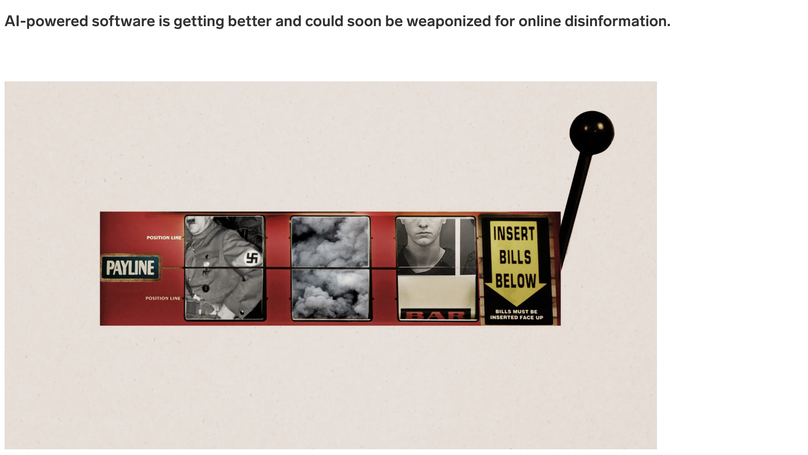 AI-powered software is getting better and could soon be weaponized for online disinformation.
POSITION LINE
PAYLINE
POSITION LINE
BAR
INSERT
BILLS
BELOW
BILLS MUST BE
INSERTED FACE UP